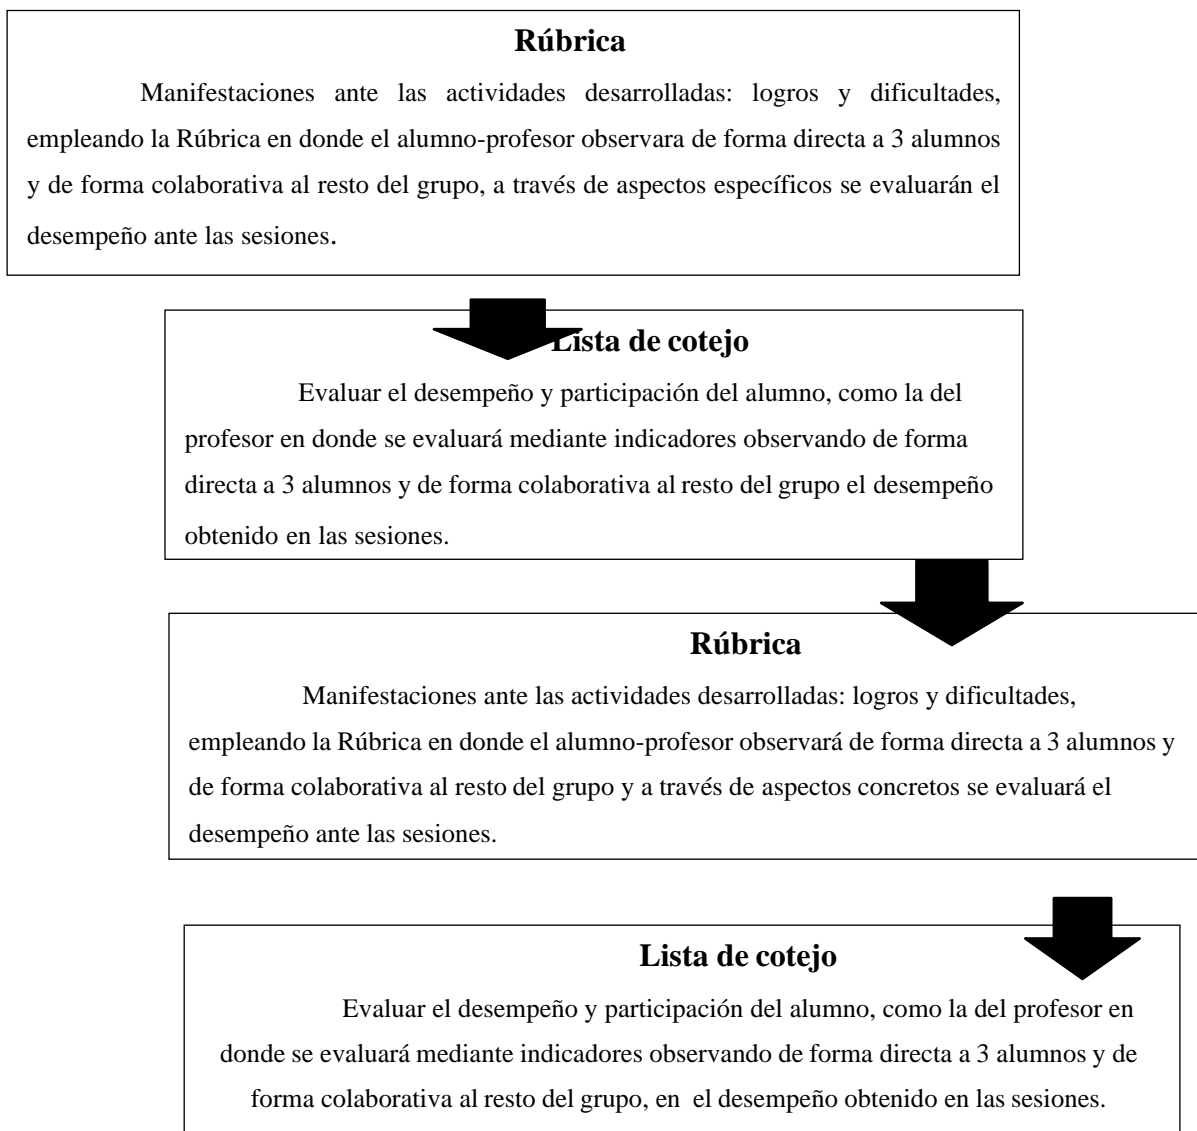 Rúbrica
Manifestaciones ante las actividades desarrolladas: logros y dificultades,
empleando la Rúbrica en donde el alumno-profesor observara de forma directa a 3 alumnos
y de forma colaborativa al resto del grupo, a través de aspectos específicos se evaluarán el
desempeño ante las sesiones.
Lista de cotejo
Evaluar el desempeño y participación del alumno, como la del
profesor en donde se evaluará mediante indicadores observando de forma
directa a 3 alumnos y de forma colaborativa al resto del grupo el desempeño
obtenido en las sesiones.
Rúbrica
Manifestaciones ante las actividades desarrolladas: logros y dificultades,
empleando la Rúbrica en donde el alumno-profesor observará de forma directa a 3 alumnos y
de forma colaborativa al resto del grupo y a través de aspectos concretos se evaluará el
desempeño ante las sesiones.
Lista de cotejo
Evaluar el desempeño y participación del alumno, como la del profesor en
donde se evaluará mediante indicadores observando de forma directa a 3 alumnos y de
forma colaborativa al resto del grupo, en el desempeño obtenido en las sesiones.